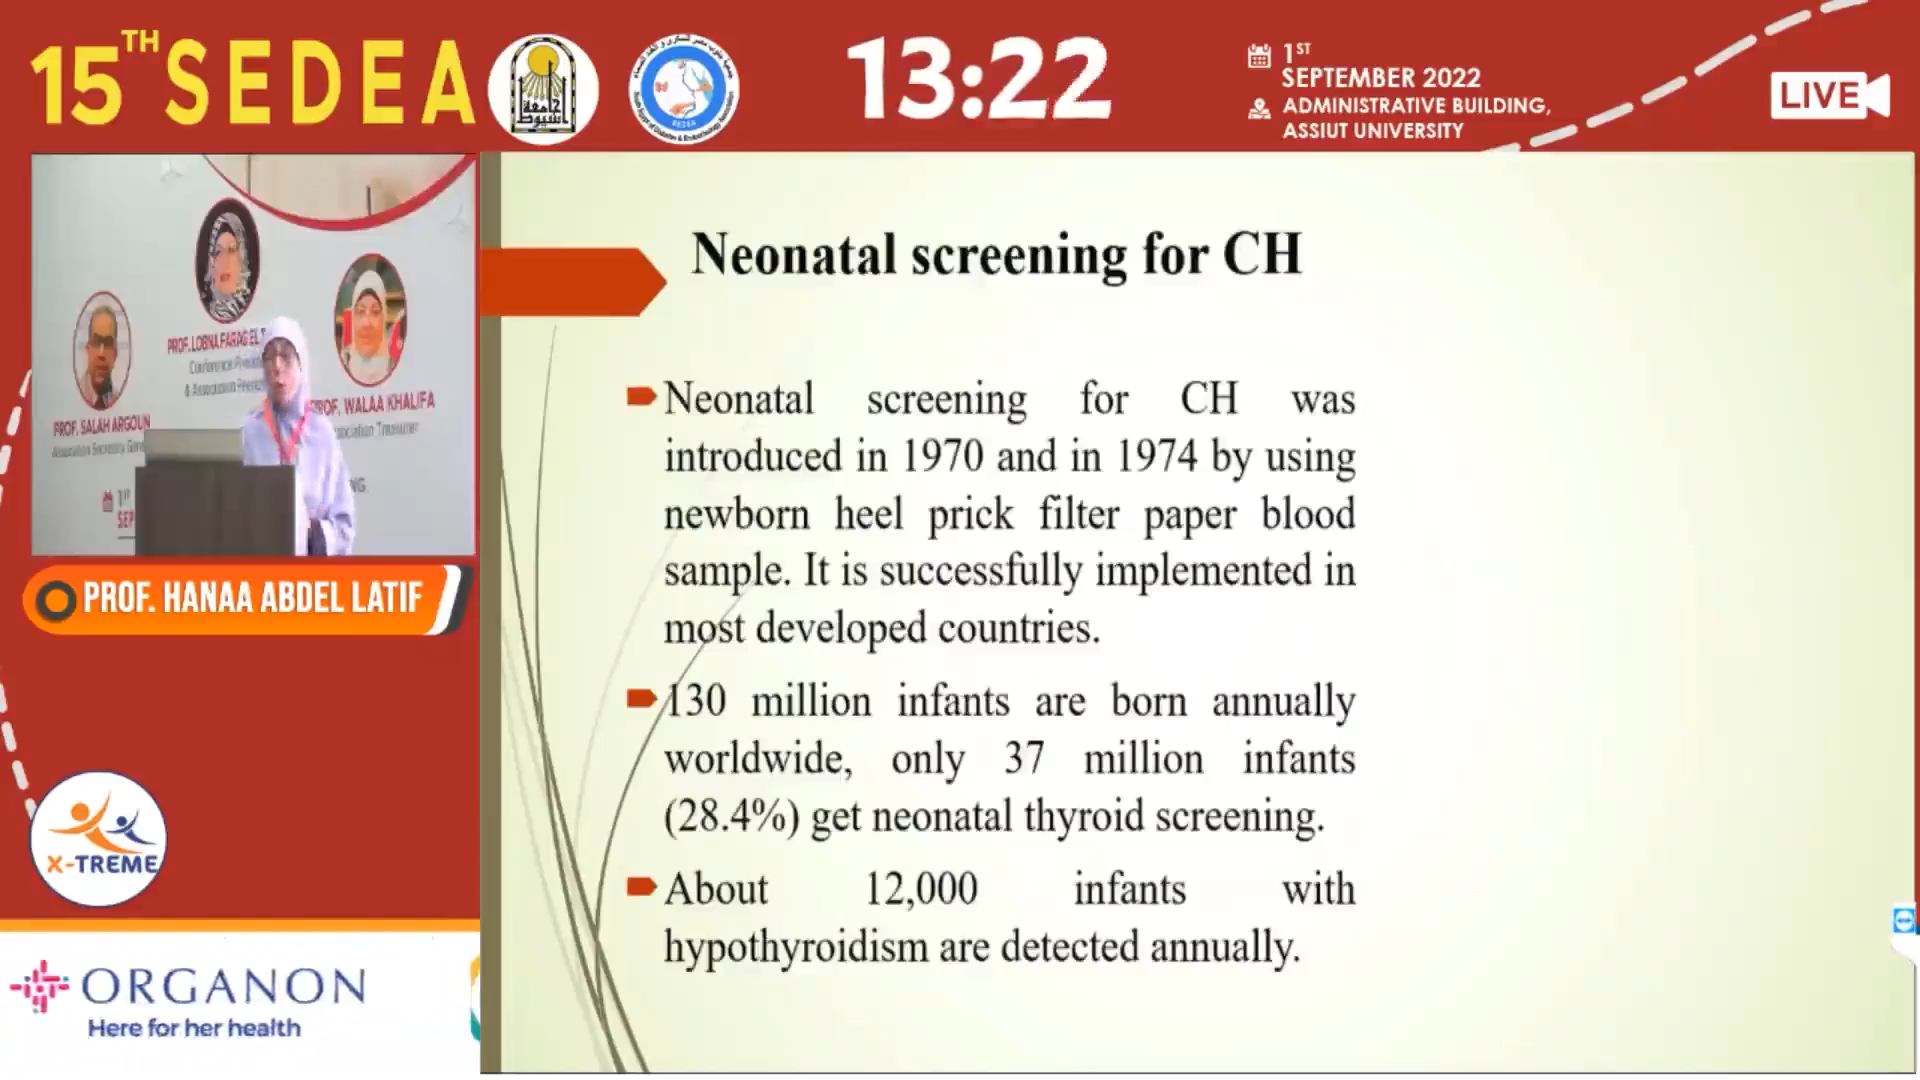 15TH SEDEA
جامعة أسيوط
SEDEA
13:22
1ST
SEPTEMBER 2022
ADMINISTRATIVE BUILDING,
ASSIUT UNIVERSITY
LIVE
PROF. LOBNA FARAG EL T
PROF. WALAA KHALIFA
PROF. SALAH ARGOUN
PROF. HANAA ABDEL LATIF
X-TREME
ORGANON
Here for her health
Neonatal screening for CH
Neonatal screening for CH was
introduced in 1970 and in 1974 by using
newborn heel prick filter paper blood
sample. It is successfully implemented in
most developed countries.
130 million infants are born annually
worldwide, only 37 million infants
(28.4%) get neonatal thyroid screening.
About 12,000 infants with
hypothyroidism are detected annually.